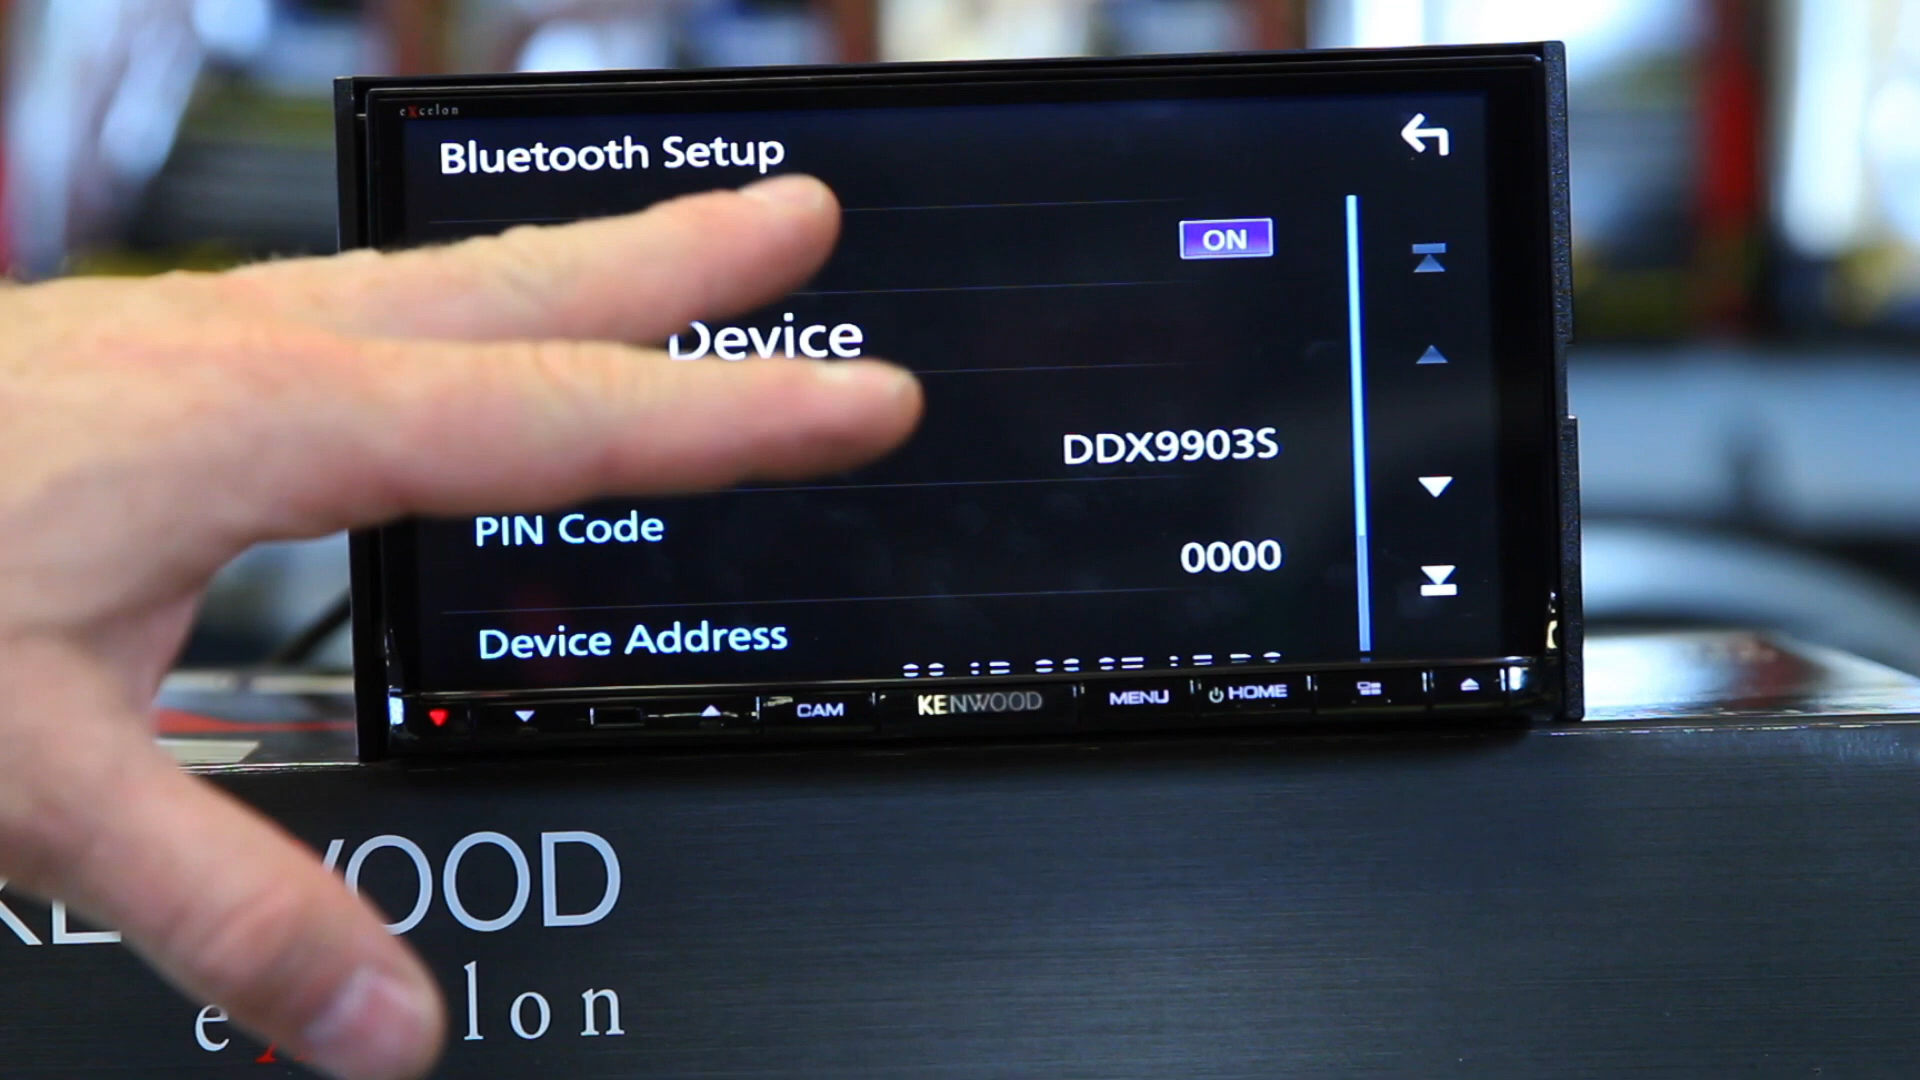 eXcelon
Bluetooth Setup
ON
Device
DDX9903S
PIN Code
0000
Device Address
CAM
KENWOOD
MENU
HOME
OOD
lon